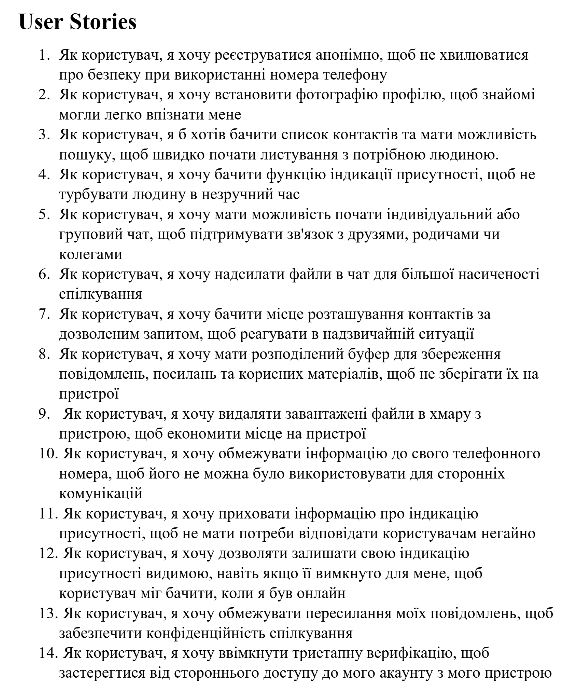 User Stories
1. Як користувач, я хочу реєструватися анонімно, щоб не хвилюватися
про безпеку при використанні номера телефону
2. Як користувач, я хочу встановити фотографію профілю, щоб знайомі
могли легко впізнати мене
3. Як користувач, я б хотів бачити список контактів та мати можливість
пошуку, щоб швидко почати листування з потрібною людиною.
4. Як користувач, я хочу бачити функцію індикації присутності, щоб не
турбувати людину в незручний час
5. Як користувач, я хочу мати можливість почати індивідуальний або
груповий чат, щоб підтримувати зв'язок з друзями, родичами чи
колегами
6. Як користувач, я хочу надсилати файли в чат для більшої насиченості
спілкування
7. Як користувач, я хочу бачити місце розташування контактів за
дозволеним запитом, щоб реагувати в надзвичайній ситуації
8. Як користувач, я хочу мати розподілений буфер для збереження
повідомлень, посилань та корисних матеріалів, щоб не зберігати їх на
пристрої
9. Як користувач, я хочу видаляти завантажені файли в хмару з
пристрою, щоб економити місце на пристрої
10. Як користувач, я хочу обмежувати інформацію до свого телефонного
номера, щоб його не можна було використовувати для сторонніх
комунікацій
11. Як користувач, я хочу приховати інформацію про індикацію
присутності, щоб не мати потреби відповідати користувачам негайно
12. Як користувач, я хочу дозволяти залишати свою індикацію
присутності видимою, навіть якщо її вимкнуто для мене, щоб
користувач міг бачити, коли я був онлайн
13. Як користувач, я хочу обмежувати пересилання моїх повідомлень, щоб
забезпечити конфіденційність спілкування
14. Як користувач, я хочу ввімкнути тристапну верифікацію, щоб
застерегтися від стороннього доступу до мого акаунту з мого пристрою